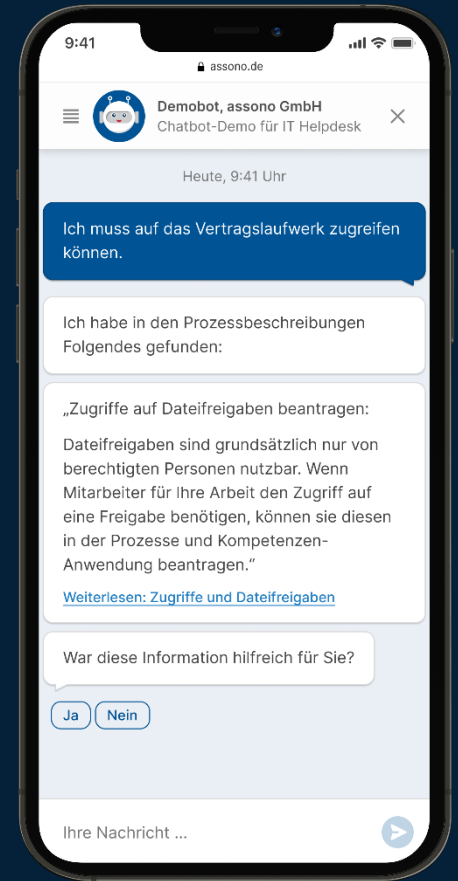 9:41
assono.de
Demobot, assono GmbH
Chatbot-Demo für IT Helpdesk
Heute, 9:41 Uhr
Ich muss auf das Vertragslaufwerk zugreifen
können.
Ich habe in den Prozessbeschreibungen
Folgendes gefunden:
„Zugriffe auf Dateifreigaben beantragen:
Dateifreigaben sind grundsätzlich nur von
berechtigten Personen nutzbar. Wenn
Mitarbeiter für Ihre Arbeit den Zugriff auf
eine Freigabe benötigen, können sie diesen
in der Prozesse und Kompetenzen-
Anwendung beantragen.“
Weiterlesen: Zugriffe und Dateifreigaben
War diese Information hilfreich für Sie?
Ja Nein
Ihre Nachricht ...